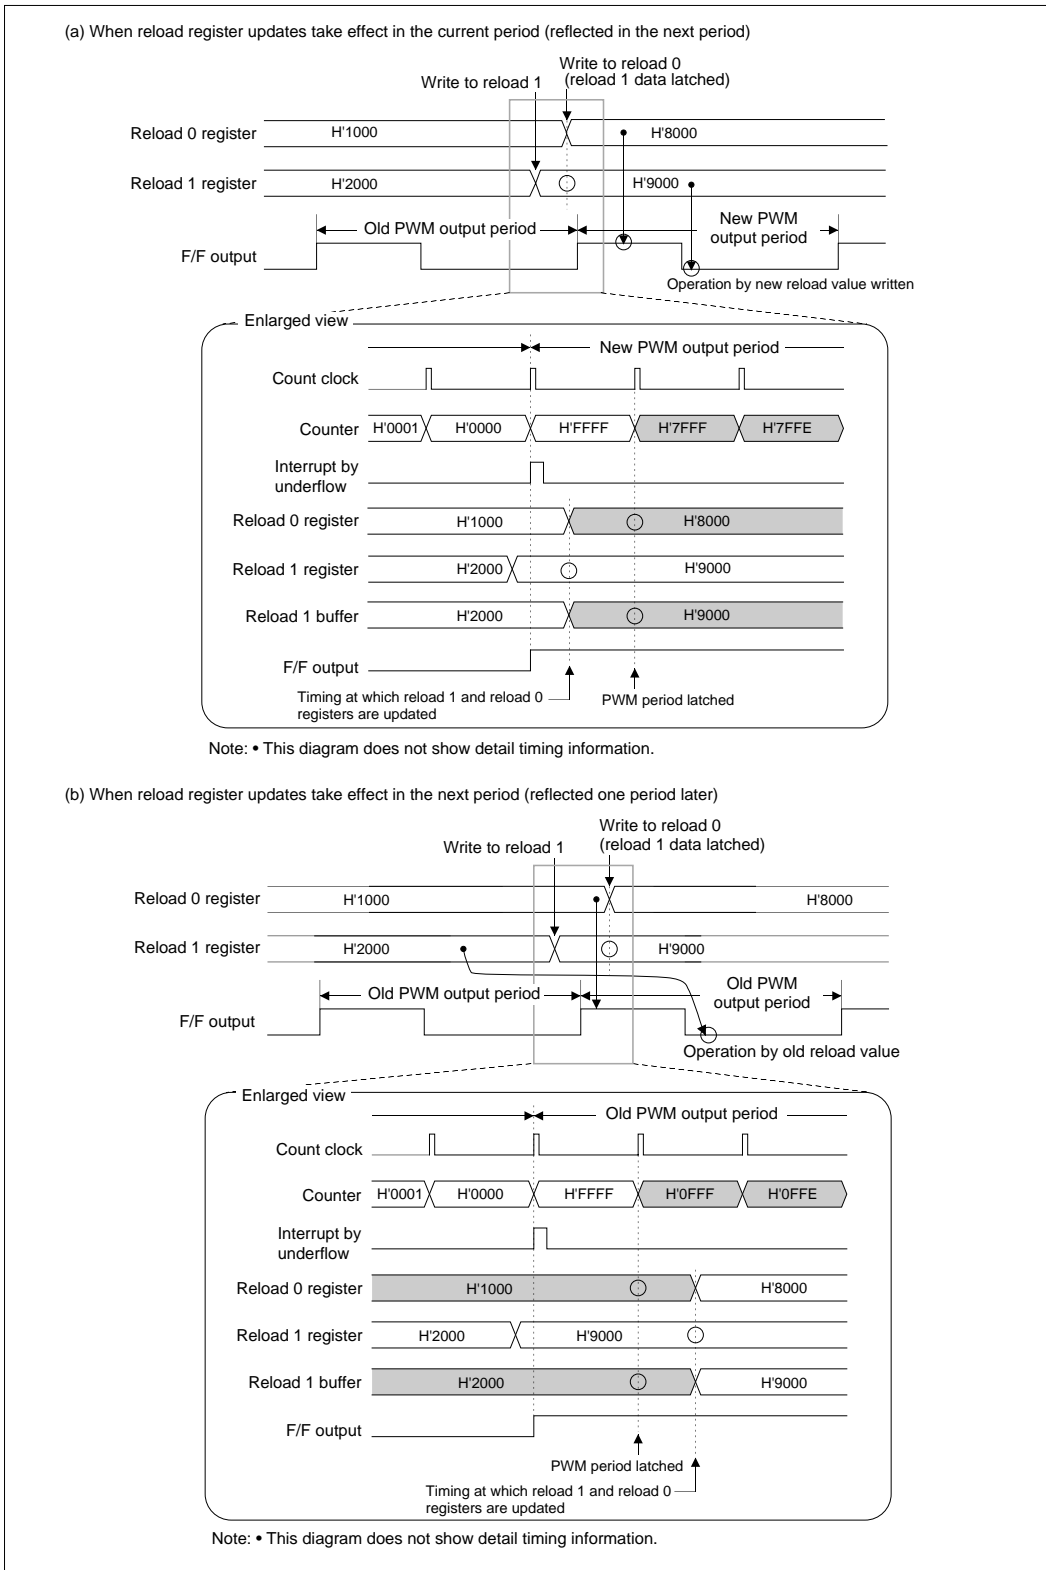 (a) When reload register updates take effect in the current period (reflected in the next period)
Write to reload 0
(reload 1 data latched)
Write to reload 1
Reload 0 register
H'1000
H'8000
Reload 1 register
H'2000
H'9000
Old PWM output period
New PWM
output period
F/F output
Operation by new reload value written
Enlarged view
New PWM output period
Count clock
Counter
H'0001
H'0000
H'FFFF
H'7FFF
H'7FFE
Interrupt by
underflow
Reload 0 register
H'1000
H'8000
Reload 1 register
H'2000
H'9000
Reload 1 buffer
H'2000
H'9000
F/F output
Timing at which reload 1 and reload 0
registers are updated
PWM period latched
Note: • This diagram does not show detail timing information.
(b) When reload register updates take effect in the next period (reflected one period later)
Write to reload 0
(reload 1 data latched)
Write to reload 1
Reload 0 register
H'1000
H'8000
Reload 1 register
H'2000
H'9000
Old PWM output period
Old PWM
output period
F/F output
Operation by old reload value
Enlarged view
Old PWM output period
Count clock
Counter
H'0001
H'0000
H'FFFF
H'0FFF
H'0FFE
Interrupt by
underflow
Reload 0 register
H'1000
H'8000
Reload 1 register
H'2000
H'9000
Reload 1 buffer
H'2000
H'9000
F/F output
PWM period latched
Timing at which reload 1 and reload 0
registers are updated
Note: • This diagram does not show detail timing information.